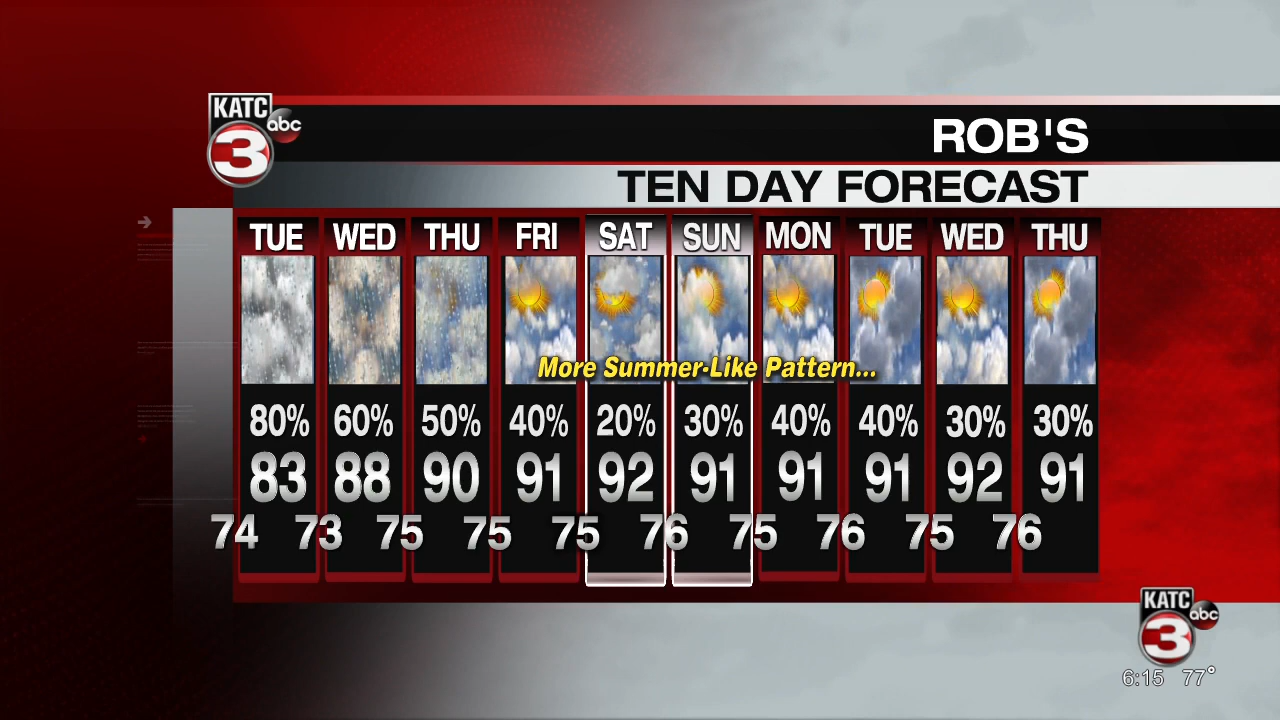 KATC
abc
3
ROB'S
TEN DAY FORECAST
TUE WED THU FRI SAT SUN MON TUE WED THU
More Summer-Like Pattern...
80% 60% 50% 40% 20% 30% 40% 40% 30% 30%
83 88 90 91 92 91 91 91 92 91
74 73 75 75 75 76 75 76 75 76
KATC
abc
3
6:15 77°